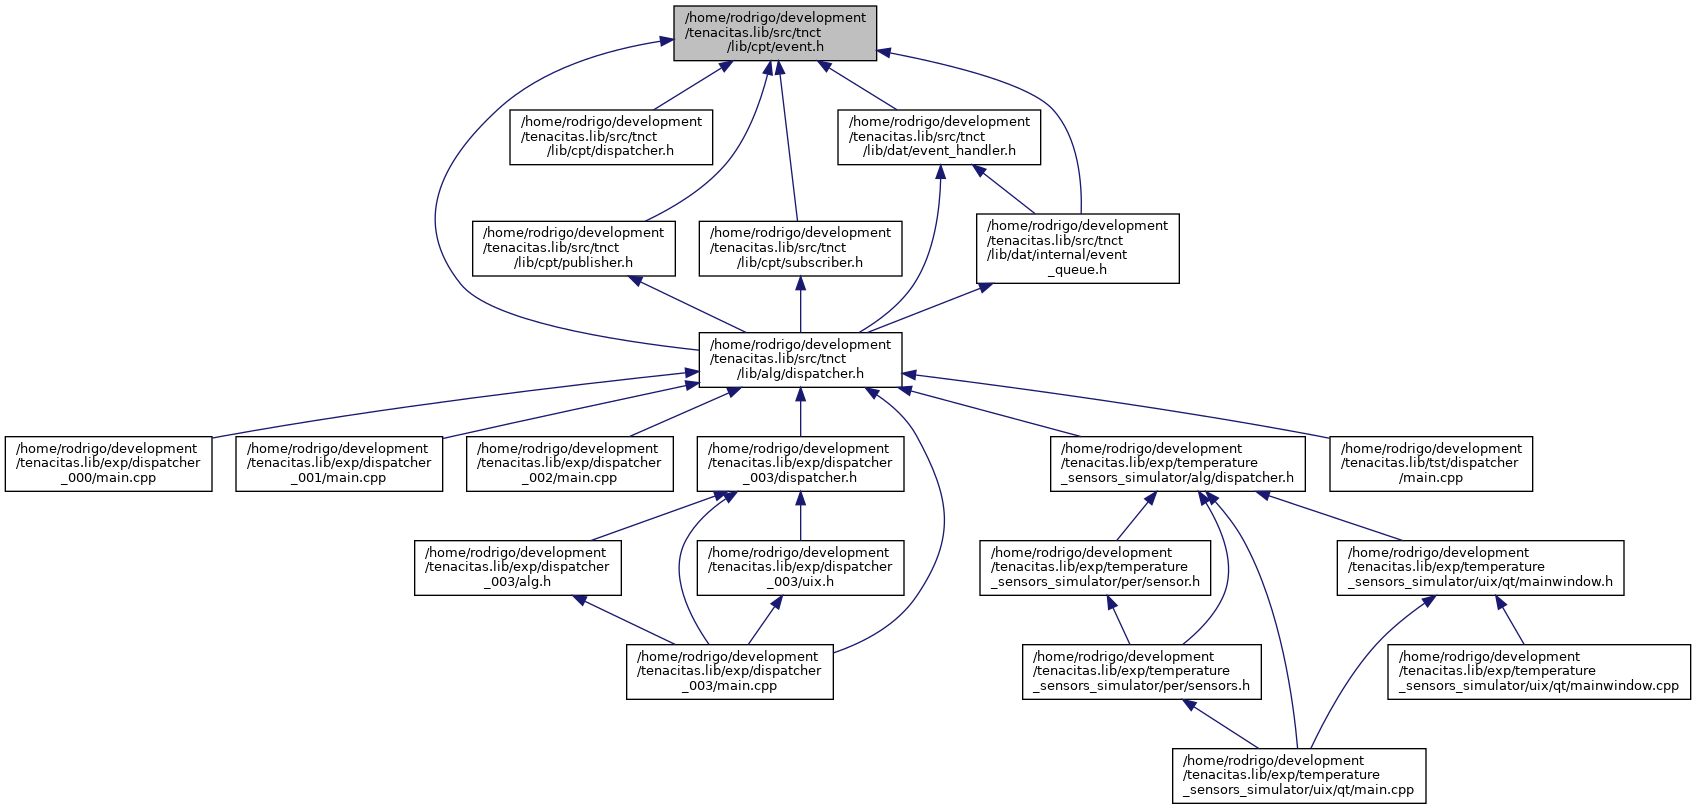 /home/rodrigo/development
/tenacitas.lib/src/tnct
/lib/cpt/event.h
/home/rodrigo/development
/tenacitas.lib/src/tnct
/lib/cpt/dispatcher.h
/home/rodrigo/development
/tenacitas.lib/src/tnct
/lib/dat/event_handler.h
/home/rodrigo/development
/tenacitas.lib/src/tnct
/lib/cpt/publisher.h
/home/rodrigo/development
/tenacitas.lib/src/tnct
/lib/cpt/subscriber.h
/home/rodrigo/development
/tenacitas.lib/src/tnct
/lib/dat/internal/event
_queue.h
/home/rodrigo/development
/tenacitas.lib/src/tnct
/lib/alg/dispatcher.h
/home/rodrigo/development
/tenacitas.lib/exp/dispatcher
_000/main.cpp
/home/rodrigo/development
/tenacitas.lib/exp/dispatcher
_001/main.cpp
/home/rodrigo/development
/tenacitas.lib/exp/dispatcher
_002/main.cpp
/home/rodrigo/development
/tenacitas.lib/exp/dispatcher
_003/dispatcher.h
/home/rodrigo/development
/tenacitas.lib/exp/temperature
_sensors_simulator/alg/dispatcher.h
/home/rodrigo/development
/tenacitas.lib/tst/dispatcher
/main.cpp
/home/rodrigo/development
/tenacitas.lib/exp/dispatcher
_003/alg.h
/home/rodrigo/development
/tenacitas.lib/exp/dispatcher
_003/uix.h
/home/rodrigo/development
/tenacitas.lib/exp/temperature
_sensors_simulator/per/sensor.h
/home/rodrigo/development
/tenacitas.lib/exp/temperature
_sensors_simulator/uix/qt/mainwindow.h
/home/rodrigo/development
/tenacitas.lib/exp/dispatcher
_003/main.cpp
/home/rodrigo/development
/tenacitas.lib/exp/temperature
_sensors_simulator/per/sensors.h
/home/rodrigo/development
/tenacitas.lib/exp/temperature
_sensors_simulator/uix/qt/mainwindow.cpp
/home/rodrigo/development
/tenacitas.lib/exp/temperature
_sensors_simulator/uix/qt/main.cpp